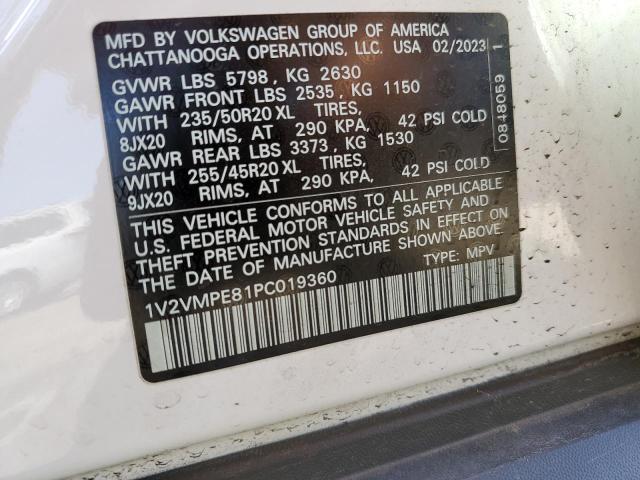 MFD BY VOLKSWAGEN GROUP OF AMERICA
CHATTANOOGA OPERATIONS, LLC. USA 02/2023
GVWR LBS 5798, KG 2630
GAWR FRONT LBS 2535, KG 1150
WITH 235/50R20 XL TIRES,
8JX20 RIMS, AT 290 KPA, 42 PSI COLD
GAWR REAR LBS 3373, KG 1530
WITH 255/45R20 XL TIRES,
9JX20 RIMS, AT 290 KPA, 42 PSI COLD
THIS VEHICLE CONFORMS TO ALL APPLICABLE
U.S. FEDERAL MOTOR VEHICLE SAFETY AND
THEFT PREVENTION STANDARDS IN EFFECT ON
THE DATE OF MANUFACTURE SHOWN ABOVE.
1V2VMPE81PC019360 TYPE: MPV
0848059 1